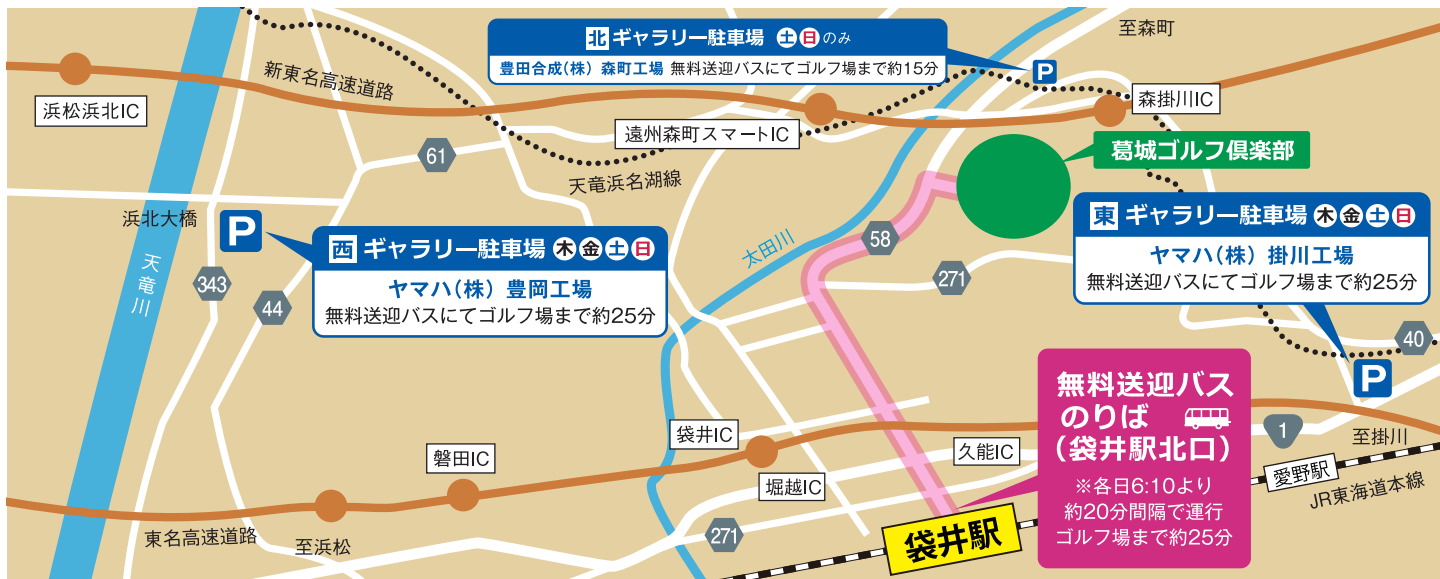 北 ギャラリー駐車場 土日のみ
豊田合成(株) 森町工場 無料送迎バスにてゴルフ場まで約15分
至森町
P
新東名高速道路
浜松浜北IC
遠州森町スマートIC
森掛川IC
葛城ゴルフ倶楽部
61
天竜浜名湖線
浜北大橋
P
西 ギャラリー駐車場 木金土日
ヤマハ(株) 豊岡工場
無料送迎バスにてゴルフ場まで約25分
東 ギャラリー駐車場 木金土日
ヤマハ(株) 掛川工場
無料送迎バスにてゴルフ場まで約25分
太田川
58
271
天竜川
343
44
40
P
無料送迎バス
のりば
(袋井駅北口)
※各日6:10より
約20分間隔で運行
ゴルフ場まで約25分
1
至掛川
袋井IC
久能IC
磐田IC
堀越IC
愛野駅
JR東海道本線
東名高速道路
至浜松
271
袋井駅